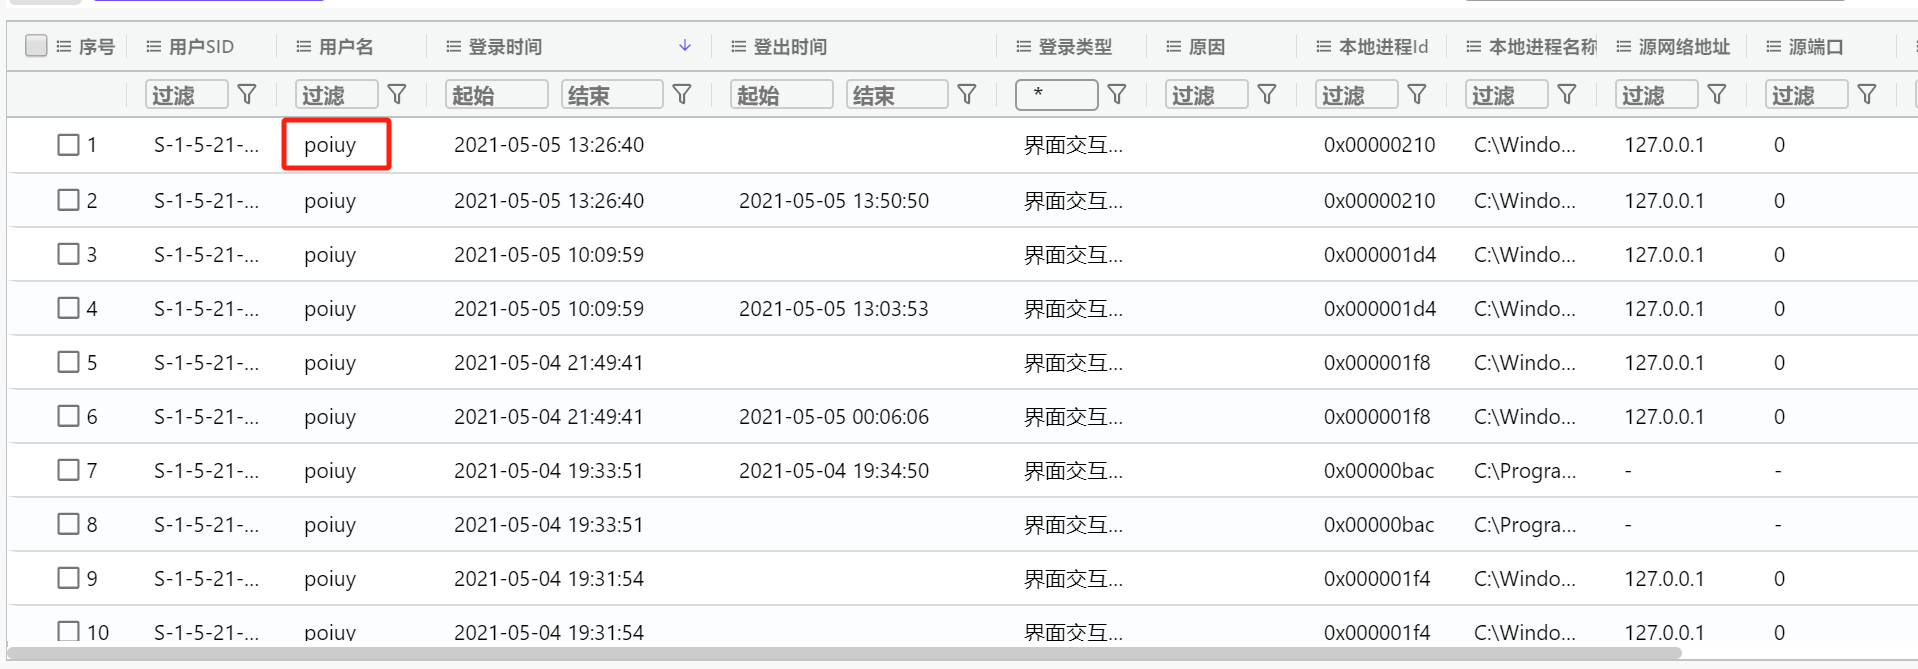 序号 用户SID 用户名 登录时间 登出时间 登录类型 原因 本地进程Id 本地进程名称 源网络地址 源端口
过滤 过滤 起始 结束 起始 结束 * 过滤 过滤 过滤 过滤 过滤
1 S-1-5-21-... poiuy 2021-05-05 13:26:40 界面交互... 0x00000210 C:\Windo... 127.0.0.1 0
2 S-1-5-21-... poiuy 2021-05-05 13:26:40 2021-05-05 13:50:50 界面交互... 0x00000210 C:\Windo... 127.0.0.1 0
3 S-1-5-21-... poiuy 2021-05-05 10:09:59 界面交互... 0x000001d4 C:\Windo... 127.0.0.1 0
4 S-1-5-21-... poiuy 2021-05-05 10:09:59 2021-05-05 13:03:53 界面交互... 0x000001d4 C:\Windo... 127.0.0.1 0
5 S-1-5-21-... poiuy 2021-05-04 21:49:41 界面交互... 0x000001f8 C:\Windo... 127.0.0.1 0
6 S-1-5-21-... poiuy 2021-05-04 21:49:41 2021-05-05 00:06:06 界面交互... 0x000001f8 C:\Windo... 127.0.0.1 0
7 S-1-5-21-... poiuy 2021-05-04 19:33:51 2021-05-04 19:34:50 界面交互... 0x00000bac C:\Progra... - -
8 S-1-5-21-... poiuy 2021-05-04 19:33:51 界面交互... 0x00000bac C:\Progra... - -
9 S-1-5-21-... poiuy 2021-05-04 19:31:54 界面交互... 0x000001f4 C:\Windo... 127.0.0.1 0
10 S-1-5-21-... poiuy 2021-05-04 19:31:54 界面交互... 0x000001f4 C:\Windo... 127.0.0.1 0